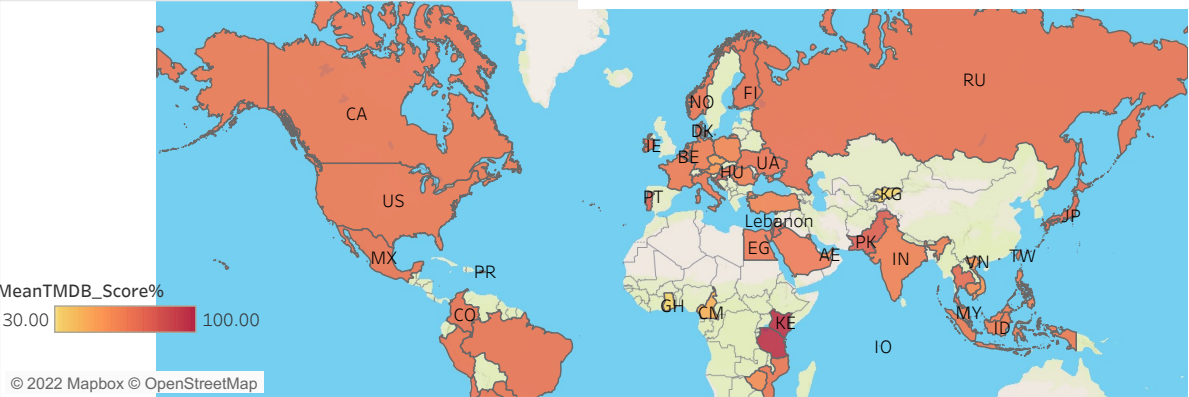 RU
CA
NO
FI
DK
IE
BE
UA
HU
US
PT
KG
JP
Lebanon
PK
EG
AE
IN
MX
PR
VN
TW
MeanTMDB_Score%
30.00
100.00
GH
CM
CO
KE
MY
ID
IO
© 2022 Mapbox © OpenStreetMap